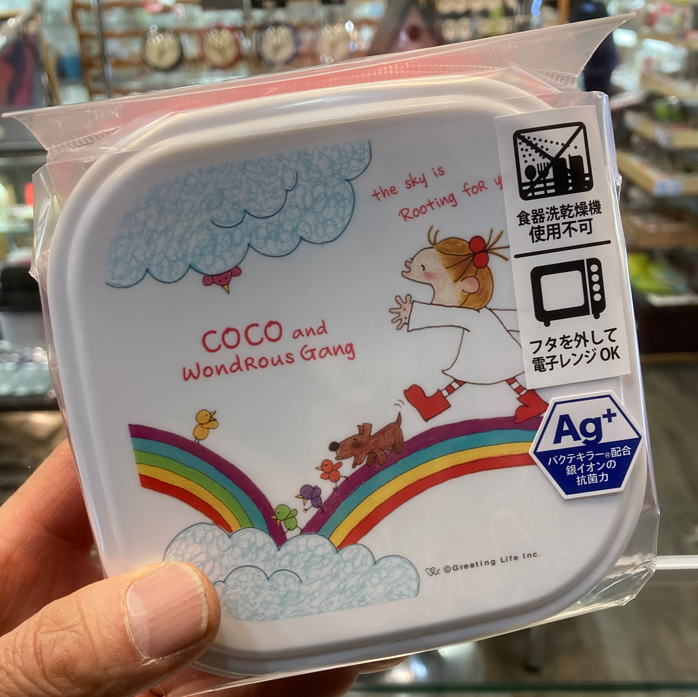 the sky is
Rooting for y
COCO and
Wondrous Gang
©Greeting Life Inc.
食器洗乾燥機
使用不可
フタを外して
電子レンジOK
Ag+
バクテキラー®配合
銀イオンの
抗菌力